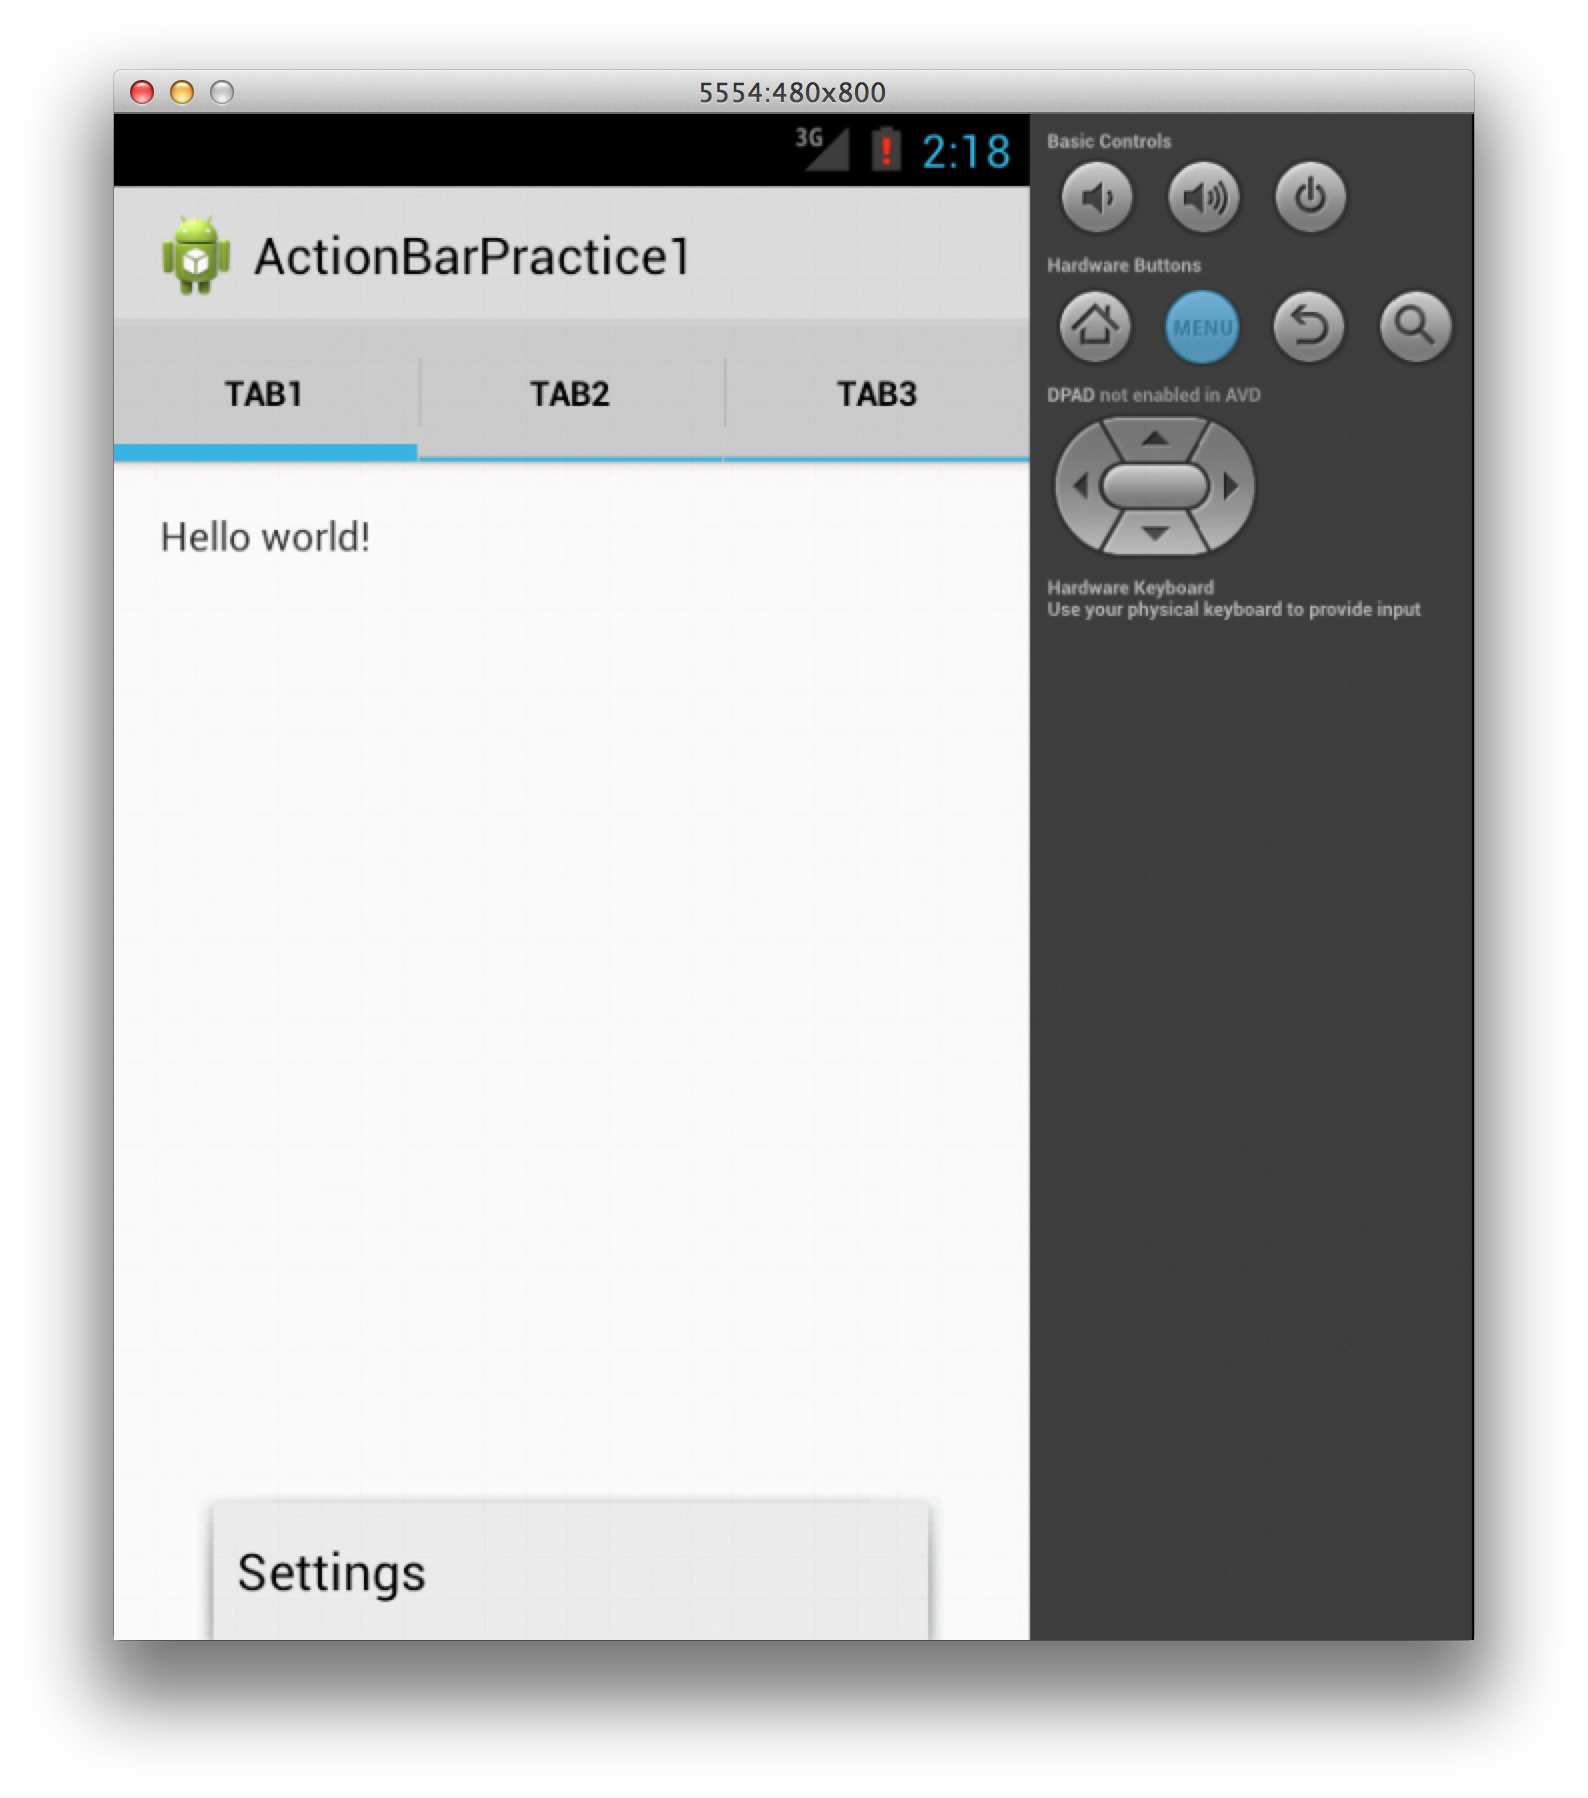 5554:480x800
3G
2:18
ActionBarPractice1
TAB1 TAB2 TAB3
Hello world!
Settings
Basic Controls
Hardware Buttons
MENU
DPAD not enabled in AVD
Hardware Keyboard
Use your physical keyboard to provide input